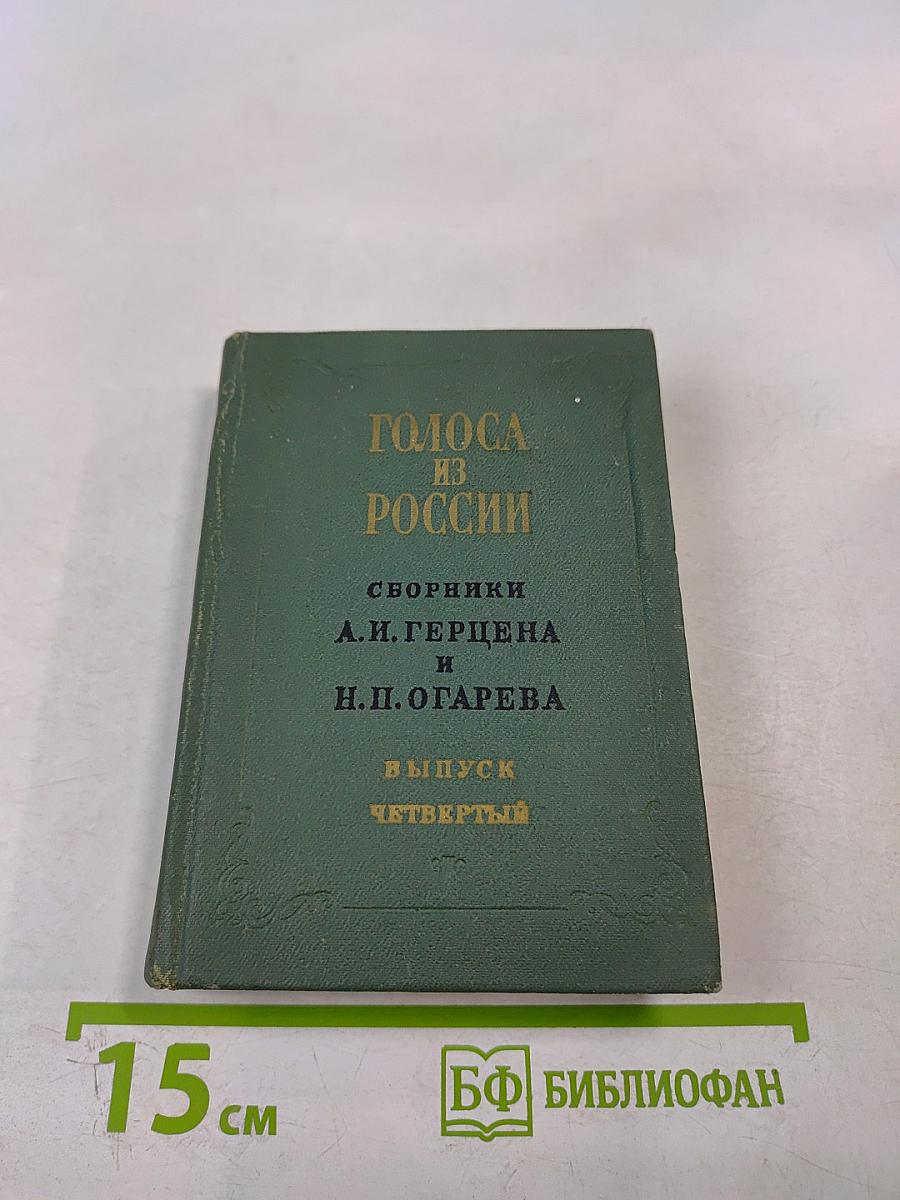 ГОЛОСА
ИЗ
РОССИИ
СБОРНИКИ
А.И.ГЕРЦЕНА
И
Н.П.ОГАРЕВА
ВЫПУСК
ЧЕТВЕРТЫЙ
15 см
БФ БИБЛИОФАН